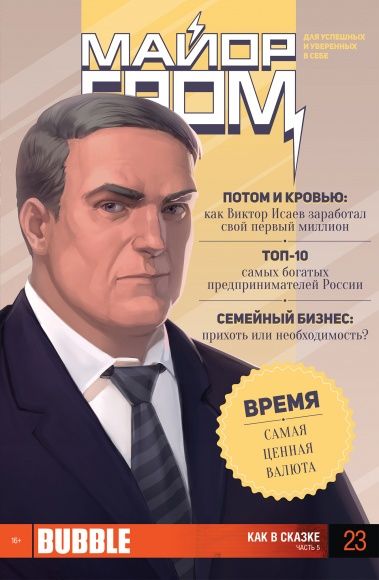 МАЙОР
ГРОМ
ДЛЯ УСПЕШНЫХ
И УВЕРЕННЫХ
В СЕБЕ
ПОТОМ И КРОВЬЮ:
как Виктор Исаев заработал
свой первый миллион
ТОП-10
самых богатых
предпринимателей России
СЕМЕЙНЫЙ БИЗНЕС:
прихоть или необходимость?
ВРЕМЯ
САМАЯ
ЦЕННАЯ
ВАЛЮТА
16+
BUBBLE
КАК В СКАЗКЕ
ЧАСТЬ 5
23